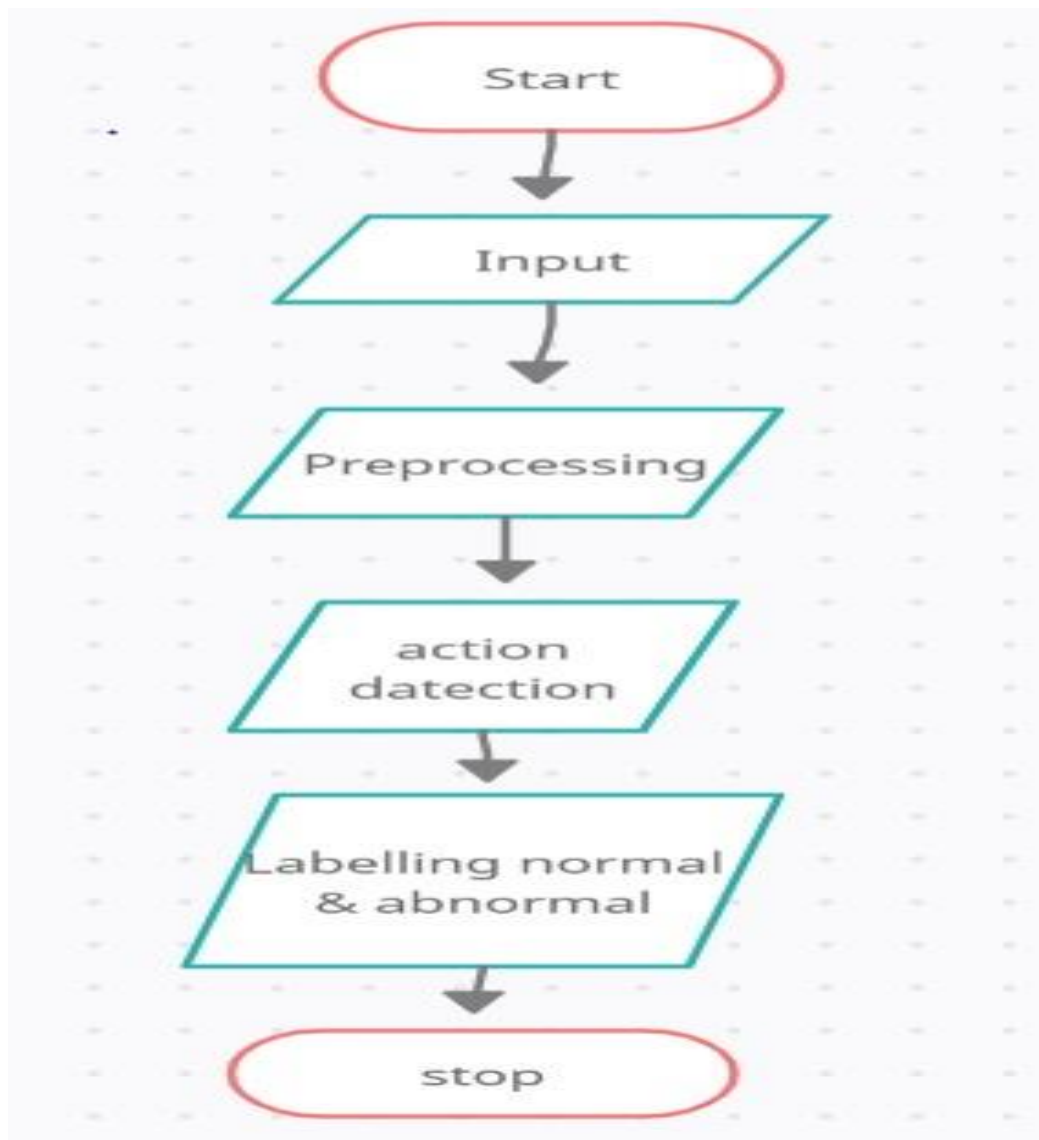 Start
Input
Preprocessing
action
datection
Labelling normal
& abnormal
stop